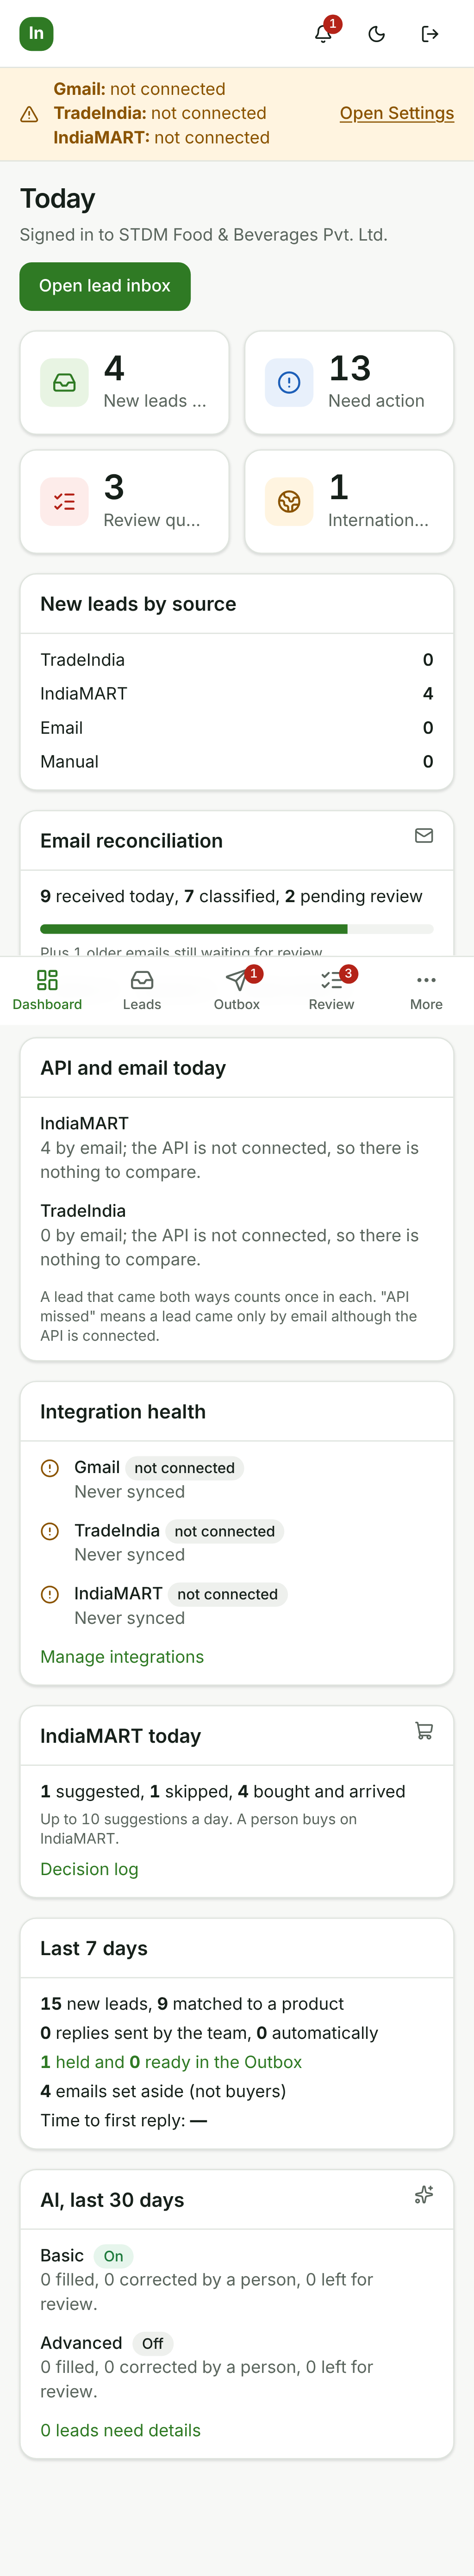 In
1
Gmail: not connected
TradeIndia: not connected
IndiaMART: not connected
Open Settings
Today
Signed in to STDM Food & Beverages Pvt. Ltd.
Open lead inbox
4
New leads ...
13
Need action
3
Review qu...
1
Internation...
New leads by source
TradeIndia 0
IndiaMART 4
Email 0
Manual 0
Email reconciliation
9 received today, 7 classified, 2 pending review
Plus 1 older emails still waiting for review
1
3
Dashboard
Leads
Outbox
Review
More
API and email today
IndiaMART
4 by email; the API is not connected, so there is
nothing to compare.
TradeIndia
0 by email; the API is not connected, so there is
nothing to compare.
A lead that came both ways counts once in each. "API
missed" means a lead came only by email although the
API is connected.
Integration health
Gmail not connected
Never synced
TradeIndia not connected
Never synced
IndiaMART not connected
Never synced
Manage integrations
IndiaMART today
1 suggested, 1 skipped, 4 bought and arrived
Up to 10 suggestions a day. A person buys on
IndiaMART.
Decision log
Last 7 days
15 new leads, 9 matched to a product
0 replies sent by the team, 0 automatically
1 held and 0 ready in the Outbox
4 emails set aside (not buyers)
Time to first reply: —
AI, last 30 days
Basic On
0 filled, 0 corrected by a person, 0 left for
review.
Advanced Off
0 filled, 0 corrected by a person, 0 left for
review.
0 leads need details